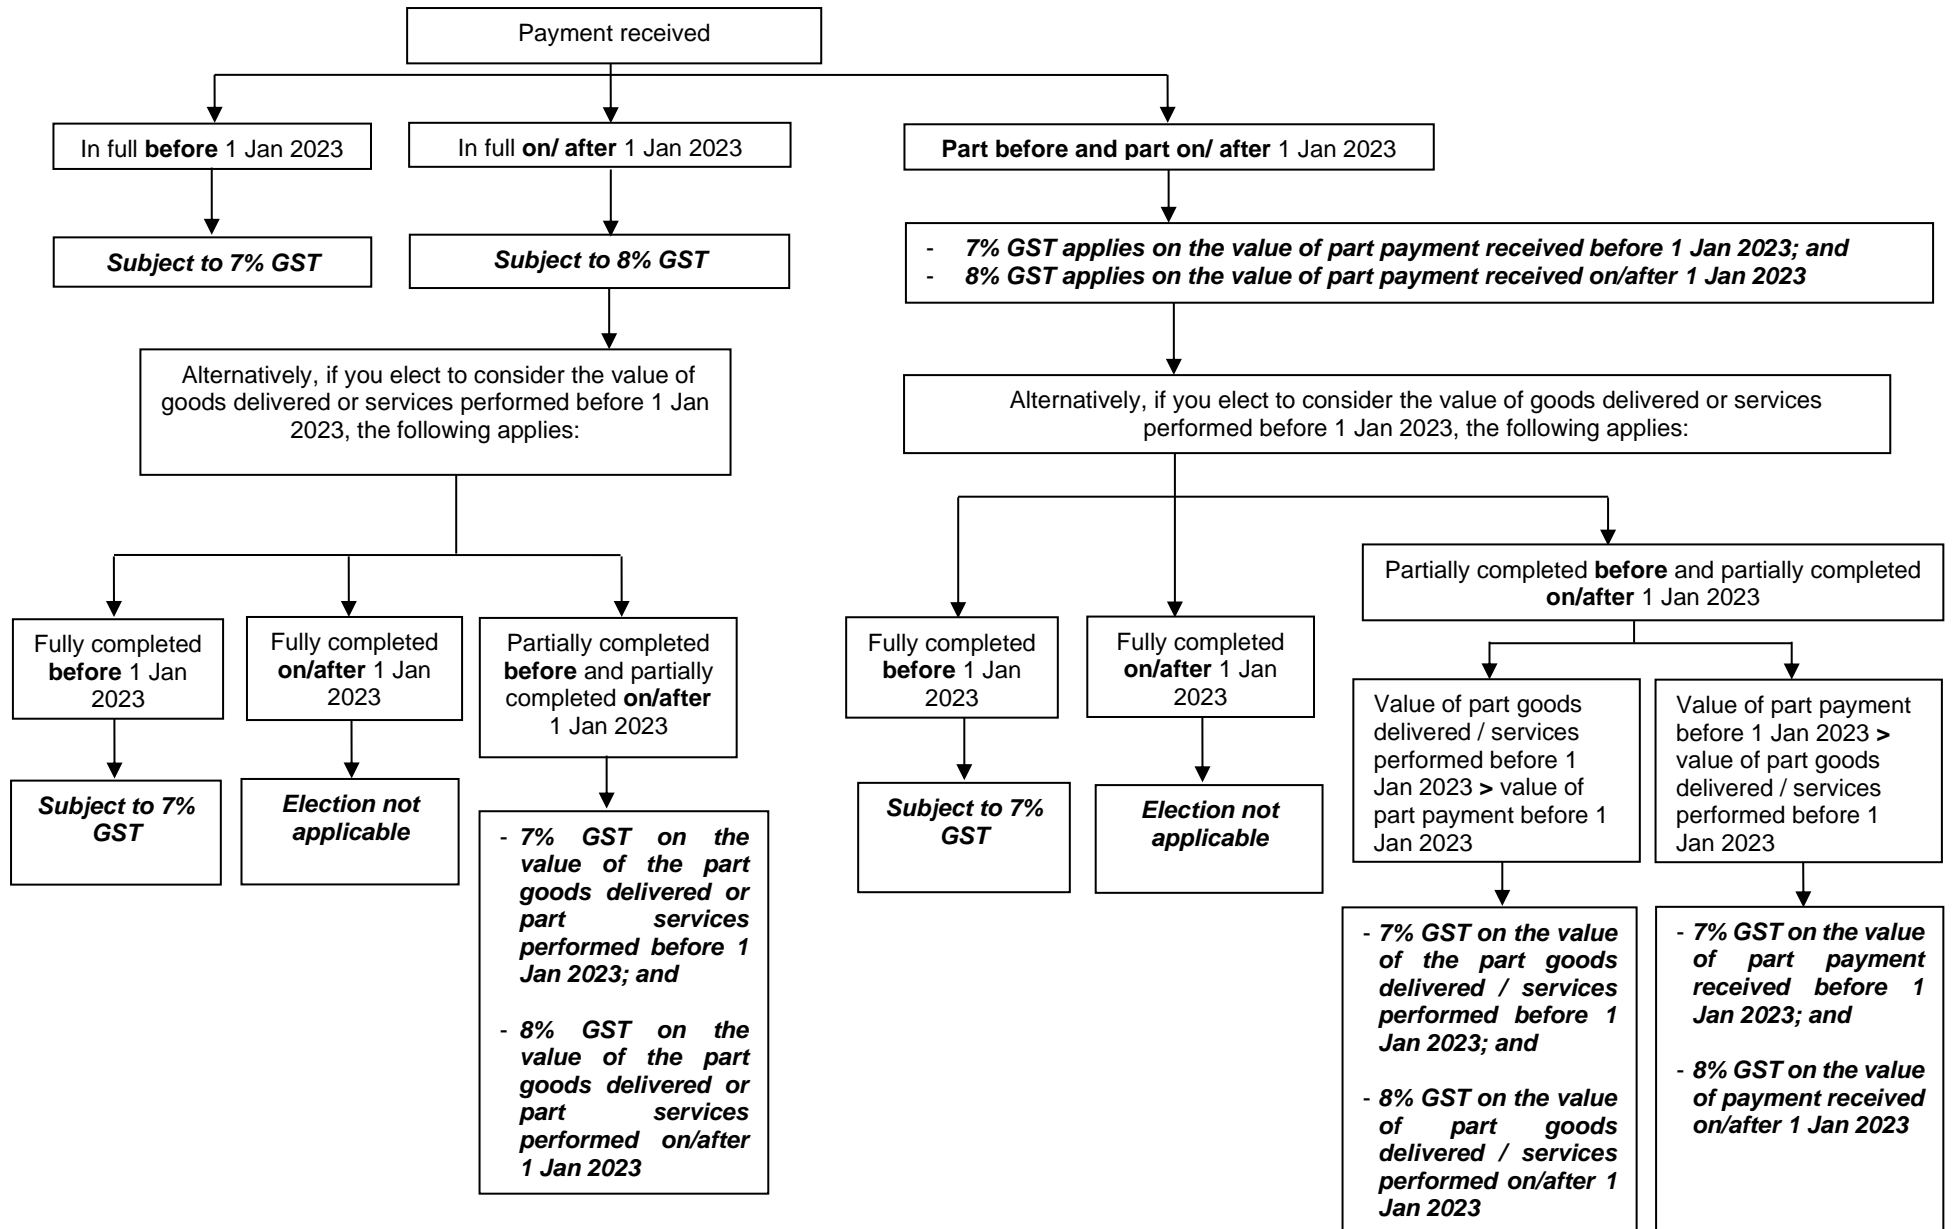 Payment received
In full before 1 Jan 2023
In full on/ after 1 Jan 2023
Part before and part on/ after 1 Jan 2023
Subject to 7% GST
Subject to 8% GST
- 7% GST applies on the value of part payment received before 1 Jan 2023; and
- 8% GST applies on the value of part payment received on/after 1 Jan 2023
Alternatively, if you elect to consider the value of
goods delivered or services performed before 1 Jan
2023, the following applies:
Alternatively, if you elect to consider the value of goods delivered or services
performed before 1 Jan 2023, the following applies:
Fully completed
before 1 Jan
2023
Fully completed
on/after 1 Jan
2023
Partially completed
before and partially
completed on/after
1 Jan 2023
Subject to 7%
GST
Election not
applicable
- 7% GST on the
value of the part
goods delivered or
part services
performed before 1
Jan 2023; and
- 8% GST on the
value of the part
goods delivered or
part services
performed on/after
1 Jan 2023
Fully completed
before 1 Jan
2023
Fully completed
on/after 1 Jan
2023
Partially completed before and partially completed
on/after 1 Jan 2023
Subject to 7%
GST
Election not
applicable
Value of part goods
delivered / services
performed before 1
Jan 2023 > value of
part payment before 1
Jan 2023
Value of part payment
before 1 Jan 2023 >
value of part goods
delivered / services
performed before 1
Jan 2023
- 7% GST on the value
of the part goods
delivered / services
performed before 1
Jan 2023; and
- 8% GST on the value
of part goods
delivered / services
performed on/after 1
Jan 2023
- 7% GST on the value
of part payment
received before 1
Jan 2023; and
- 8% GST on the value
of payment received
on/after 1 Jan 2023